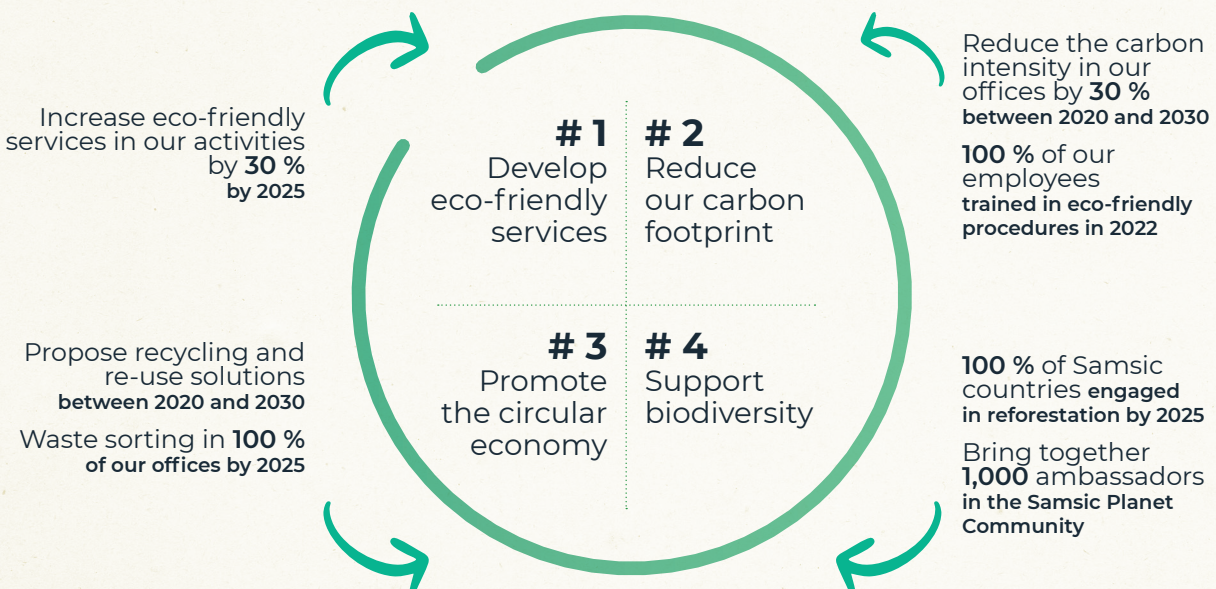 Increase eco-friendly
services in our activities
by 30 %
by 2025
# 1
Develop
eco-friendly
services
# 2
Reduce
our carbon
footprint
Reduce the carbon
intensity in our
offices by 30 %
between 2020 and 2030
100 % of our
employees
trained in eco-friendly
procedures in 2022
Propose recycling and
re-use solutions
between 2020 and 2030
Waste sorting in 100 %
of our offices by 2025
# 3
Promote
the circular
economy
# 4
Support
biodiversity
100 % of Samsic
countries engaged
in reforestation by 2025
Bring together
1,000 ambassadors
in the Samsic Planet
Community